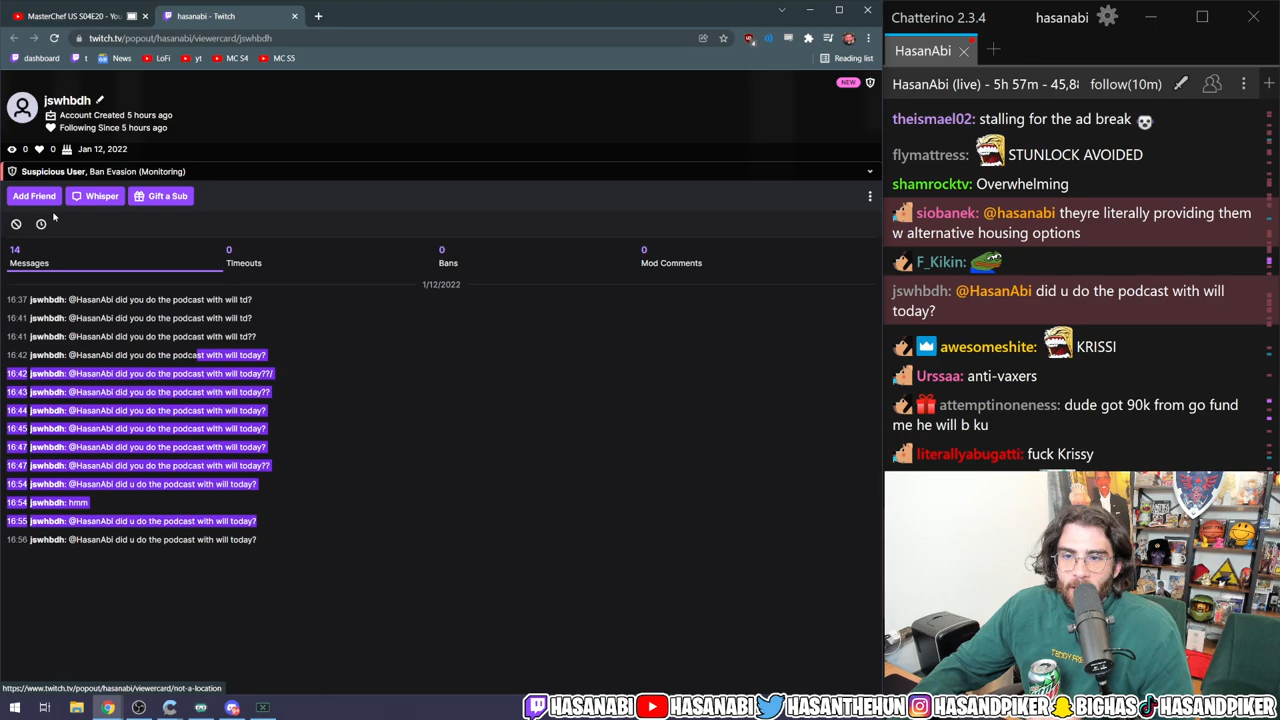 MasterChef US S04E20 - You
hasanabi - Twitch
twitch.tv/popout/hasanabi/viewercard/jswhbdh
dashboard
t
News
LoFi
yt
MC S4
MC S5
Reading list
NEW
jswhbdh
Account Created 5 hours ago
Following Since 5 hours ago
0 0 Jan 12, 2022
Suspicious User, Ban Evasion (Monitoring)
Add Friend
Whisper
Gift a Sub
14 0 0 0
Messages Timeouts Bans Mod Comments
1/12/2022
16:37 jswhbdh: @HasanAbi did you do the podcast with will td?
16:41 jswhbdh: @HasanAbi did you do the podcast with will td?
16:41 jswhbdh: @HasanAbi did you do the podcast with will td??
16:42 jswhbdh: @HasanAbi did you do the podcast with will today?
16:42 jswhbdh: @HasanAbi did you do the podcast with will today??/
16:43 jswhbdh: @HasanAbi did you do the podcast with will today??
16:44 jswhbdh: @HasanAbi did you do the podcast with will today?
16:45 jswhbdh: @HasanAbi did you do the podcast with will today?
16:47 jswhbdh: @HasanAbi did you do the podcast with will today?
16:47 jswhbdh: @HasanAbi did you do the podcast with will today??
16:54 jswhbdh: @HasanAbi did u do the podcast with will today?
16:54 jswhbdh: hmm
16:55 jswhbdh: @HasanAbi did u do the podcast with will today?
16:56 jswhbdh: @HasanAbi did u do the podcast with will today?
https://www.twitch.tv/popout/hasanabi/viewercard/not-a-location
Chatterino 2.3.4
hasanabi
HasanAbi
HasanAbi (live) - 5h 57m - 45,8
follow(10m)
theismael02: stalling for the ad break
flymattress: STUNLOCK AVOIDED
shamrocktv: Overwhelming
siobanek: @hasanabi theyre literally providing them
w alternative housing options
F_Kikin:
jswhbdh: @HasanAbi did u do the podcast with will
today?
awesomeshite: KRISSI
Urssaa: anti-vaxers
attemptinoneness: dude got 90k from go fund
me he will b ku
literallyabugatti: fuck Krissy
HASANABI HASANABI HASANTHEHUN HASANDPIKER BIGHAS HASANDPIKER